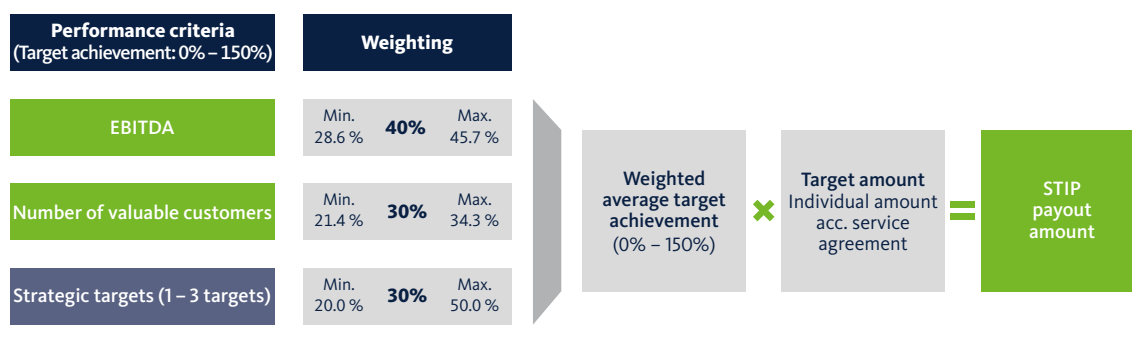 Performance criteria
(Target achievement: 0% – 150%)
Weighting
EBITDA
Min.
28.6 %
40%
Max.
45.7 %
Number of valuable customers
Min.
21.4 %
30%
Max.
34.3 %
Strategic targets (1 – 3 targets)
Min.
20.0 %
30%
Max.
50.0 %
Weighted
average target
achievement
(0% – 150%)
×
Target amount
Individual amount
acc. service
agreement
=
STIP
payout
amount